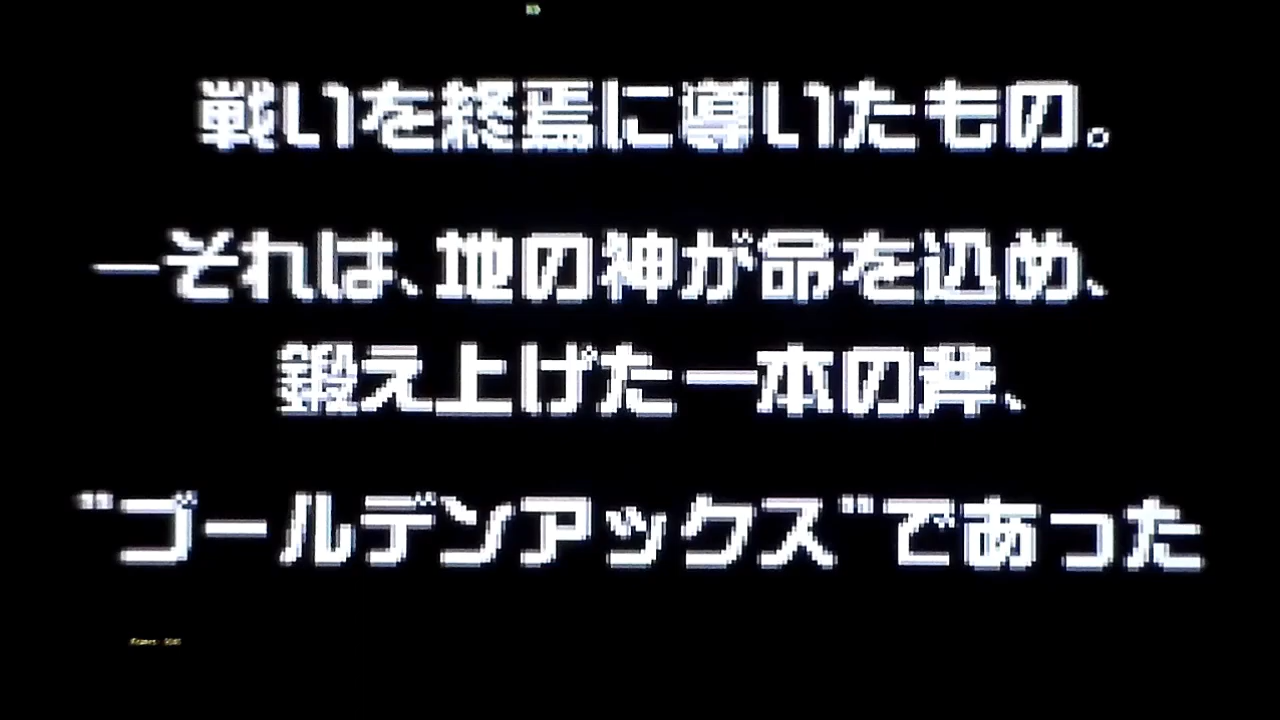 戦いを終焉に導いたもの。
―それは、地の神が命を込め、
鍛え上げた一本の斧、
"ゴールデンアックス"であった